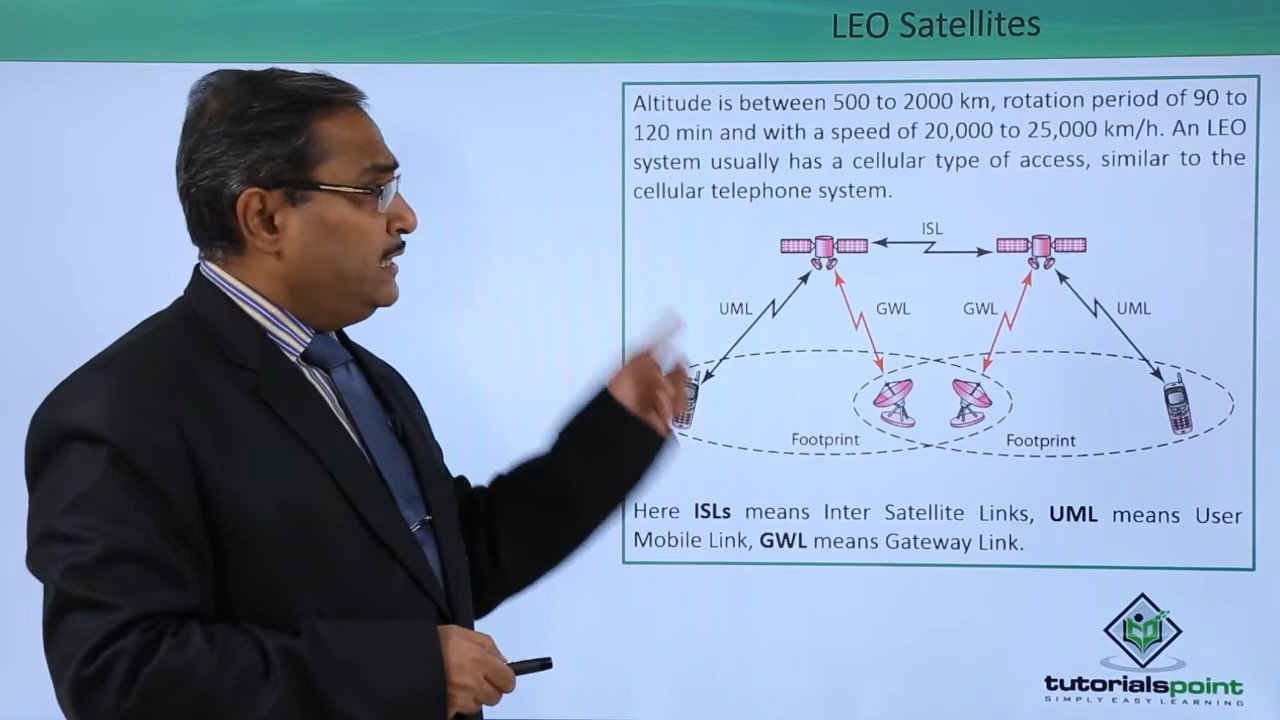 LEO Satellites
Altitude is between 500 to 2000 km, rotation period of 90 to
120 min and with a speed of 20,000 to 25,000 km/h. An LEO
system usually has a cellular type of access, similar to the
cellular telephone system.
ISL
UML
GWL
GWL
UML
Footprint
Footprint
Here ISLs means Inter Satellite Links, UML means User
Mobile Link, GWL means Gateway Link.
tutorialspoint
SIMPLY EASY LEARNING